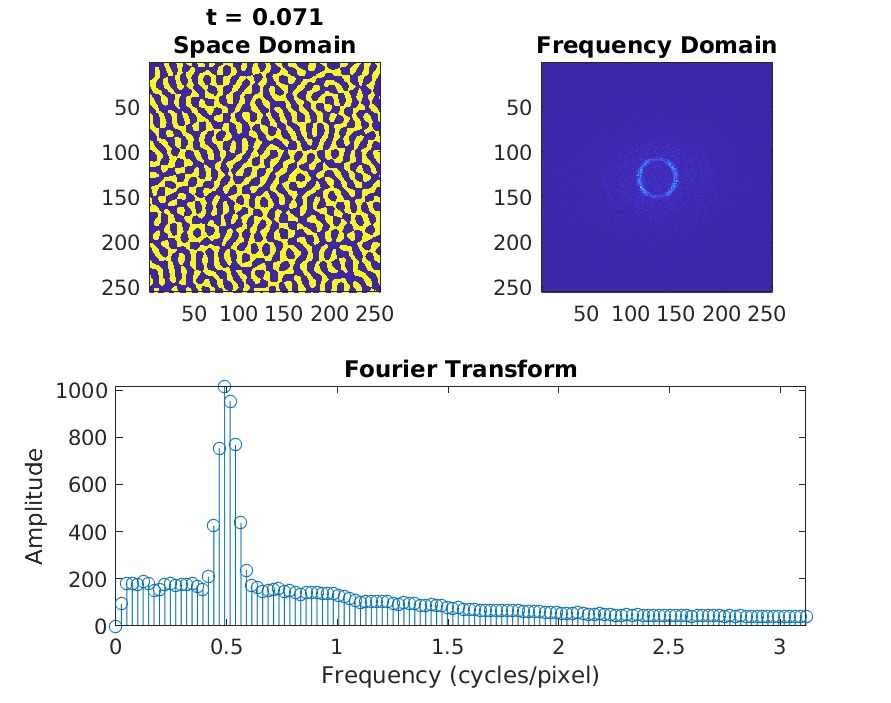 t = 0.071
Space Domain
Frequency Domain
50
100
150
200
250
50 100 150 200 250
50
100
150
200
250
50 100 150 200 250
Fourier Transform
Amplitude
1000
800
600
400
200
0
0 0.5 1 1.5 2 2.5 3
Frequency (cycles/pixel)